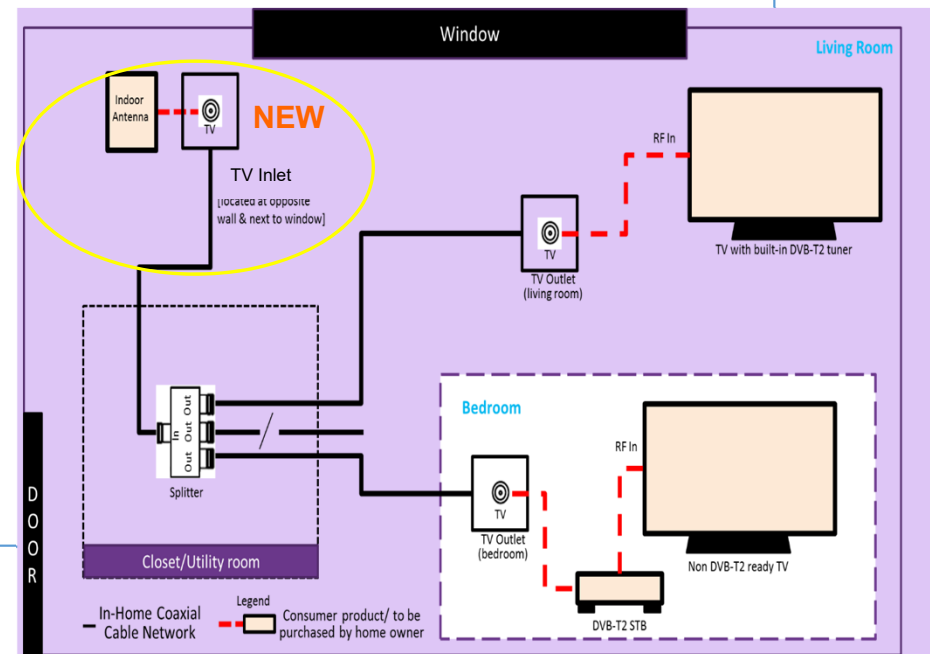 Window
Living Room
Indoor
Antenna
TV
NEW
TV Inlet
[located at opposite
wall & next to window]
RF In
TV with built-in DVB-T2 tuner
TV
TV Outlet
(living room)
Out
Out
Out
In
Splitter
Closet/Utility room
Bedroom
RF In
TV
TV Outlet
(bedroom)
Non DVB-T2 ready TV
DVB-T2 STB
DOOR
Legend
In-Home Coaxial
Cable Network
Consumer product/ to be
purchased by home owner